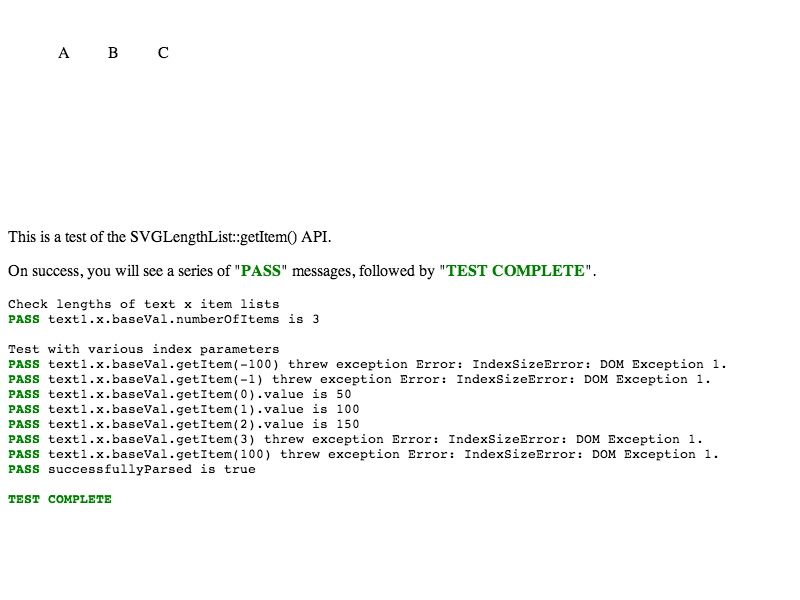 A B C
This is a test of the SVGLengthList::getItem() API.
On success, you will see a series of "PASS" messages, followed by "TEST COMPLETE".
Check lengths of text x item lists
PASS text1.x.baseVal.numberOfItems is 3
Test with various index parameters
PASS text1.x.baseVal.getItem(-100) threw exception Error: IndexSizeError: DOM Exception 1.
PASS text1.x.baseVal.getItem(-1) threw exception Error: IndexSizeError: DOM Exception 1.
PASS text1.x.baseVal.getItem(0).value is 50
PASS text1.x.baseVal.getItem(1).value is 100
PASS text1.x.baseVal.getItem(2).value is 150
PASS text1.x.baseVal.getItem(3) threw exception Error: IndexSizeError: DOM Exception 1.
PASS text1.x.baseVal.getItem(100) threw exception Error: IndexSizeError: DOM Exception 1.
PASS successfullyParsed is true
TEST COMPLETE